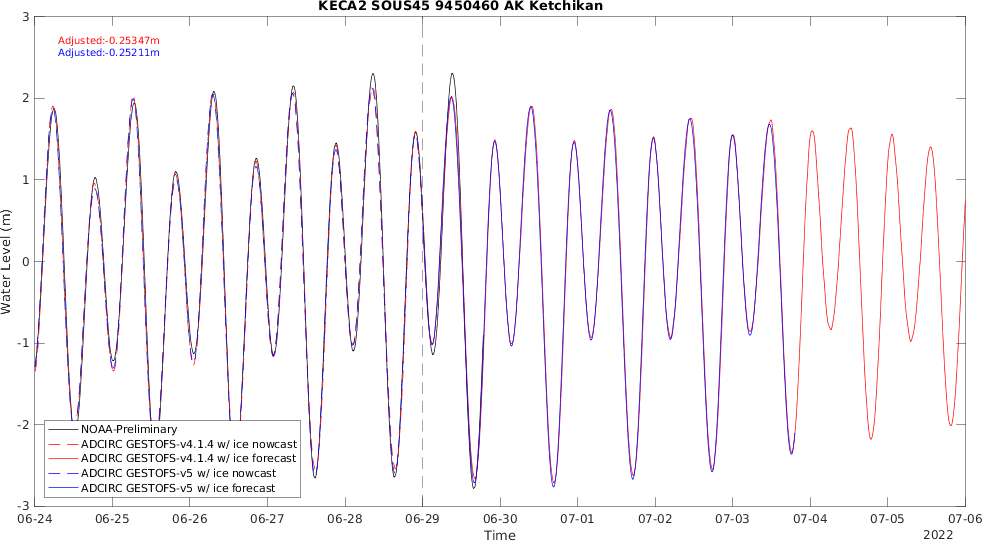 KECA2 SOUS45 9450460 AK Ketchikan
3
Adjusted:-0.25347m
Adjusted:-0.25211m
2
1
0
-1
-2
-3
Water Level (m)
NOAA-Preliminary
ADCIRC GESTOFS-v4.1.4 w/ ice nowcast
ADCIRC GESTOFS-v4.1.4 w/ ice forecast
ADCIRC GESTOFS-v5 w/ ice nowcast
ADCIRC GESTOFS-v5 w/ ice forecast
06-24 06-25 06-26 06-27 06-28 06-29 06-30 07-01 07-02 07-03 07-04 07-05 07-06
Time
2022